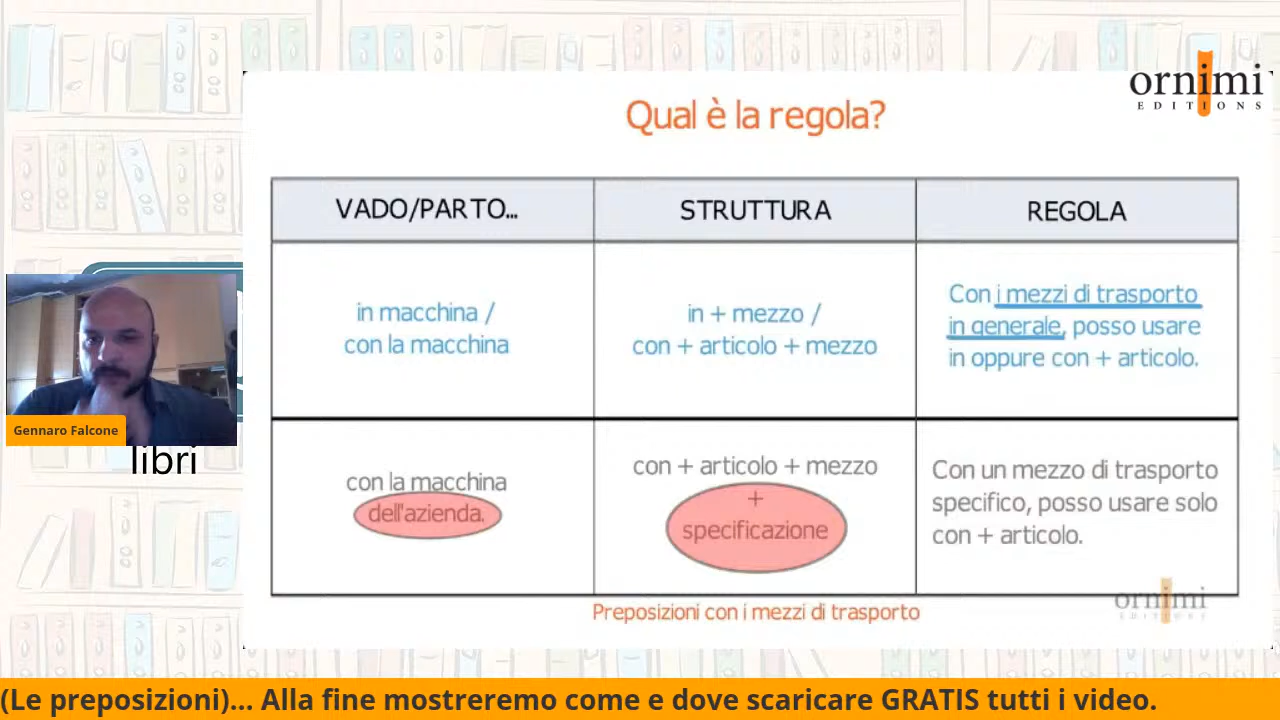 ornimi
EDITIONS
Qual è la regola?
VADO/PARTO...
STRUTTURA
REGOLA
in macchina /
con la macchina
in + mezzo /
con + articolo + mezzo
Con i mezzi di trasporto
in generale, posso usare
in oppure con + articolo.
con la macchina
dell'azienda.
con + articolo + mezzo
+
specificazione
Con un mezzo di trasporto
specifico, posso usare solo
con + articolo.
ornimi
EDITIONS
Preposizioni con i mezzi di trasporto
Gennaro Falcone
libri
(Le preposizioni)... Alla fine mostreremo come e dove scaricare GRATIS tutti i video.